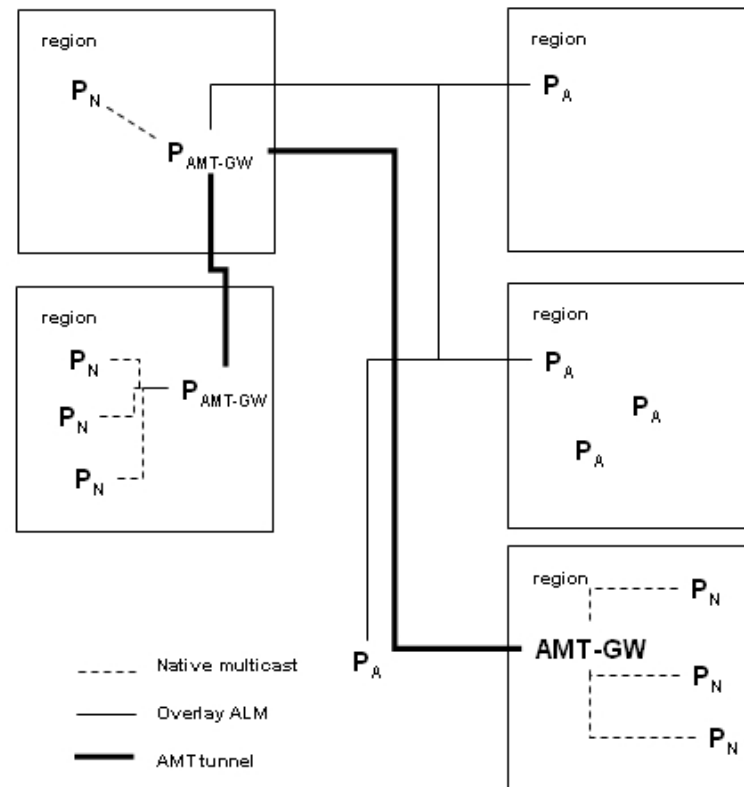 region
P_N
P_AMT-GW
region
P_A
region
P_N
P_N
P_N
P_AMT-GW
region
P_A
P_A
P_A
region
P_N
AMT-GW
P_N
P_N
P_A
Native multicast
Overlay ALM
AMT tunnel